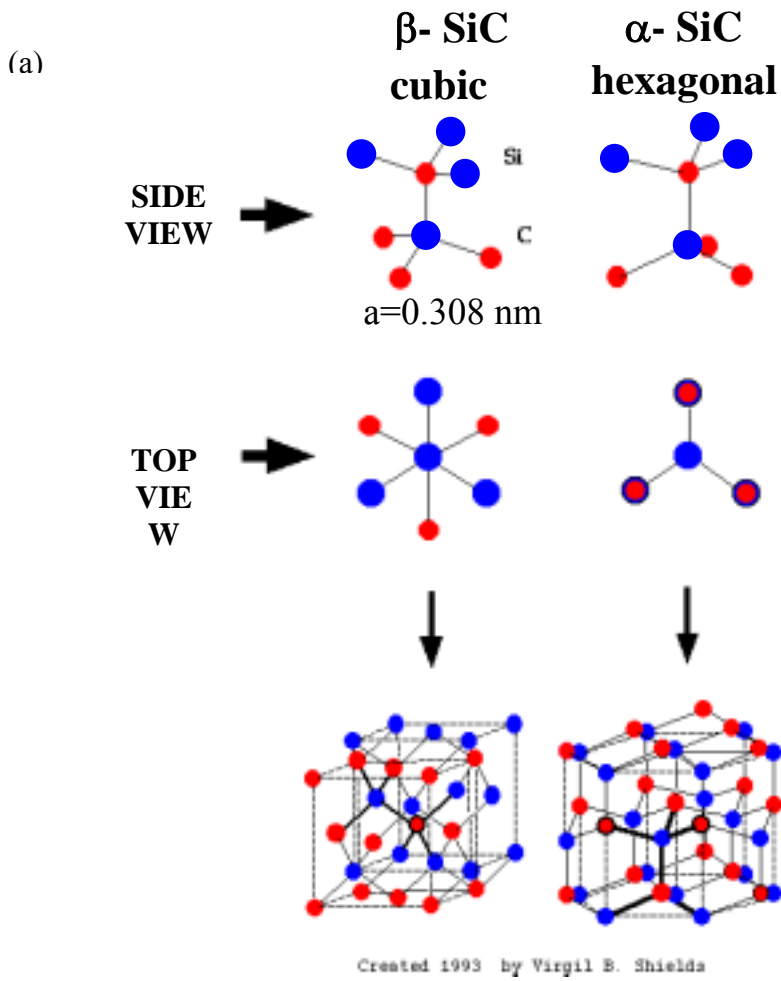 (a)
β- SiC
cubic
α- SiC
hexagonal
Si
SIDE
VIEW
C
a=0.308 nm
TOP
VIE
W
Created 1993 by Virgil B. Shields